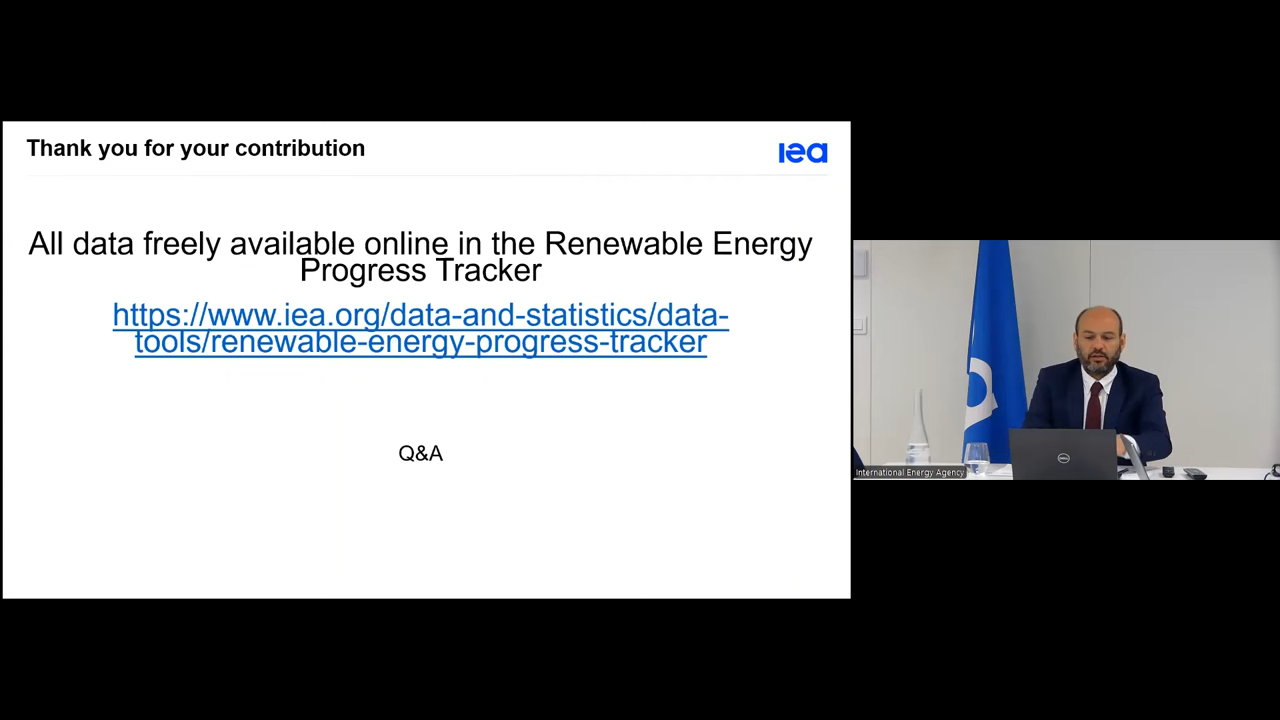 Thank you for your contribution
iea
All data freely available online in the Renewable Energy
Progress Tracker
https://www.iea.org/data-and-statistics/data-
tools/renewable-energy-progress-tracker
Q&A
International Energy Agency
DELL